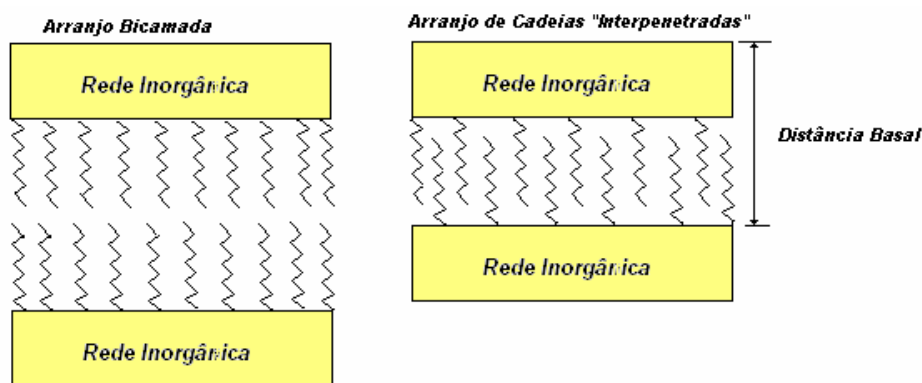 Arranjo Bicamada
Rede Inorgânica
Rede Inorgânica
Arranjo de Cadeias "Interpenetradas"
Rede Inorgânica
Distância Basal
Rede Inorgânica